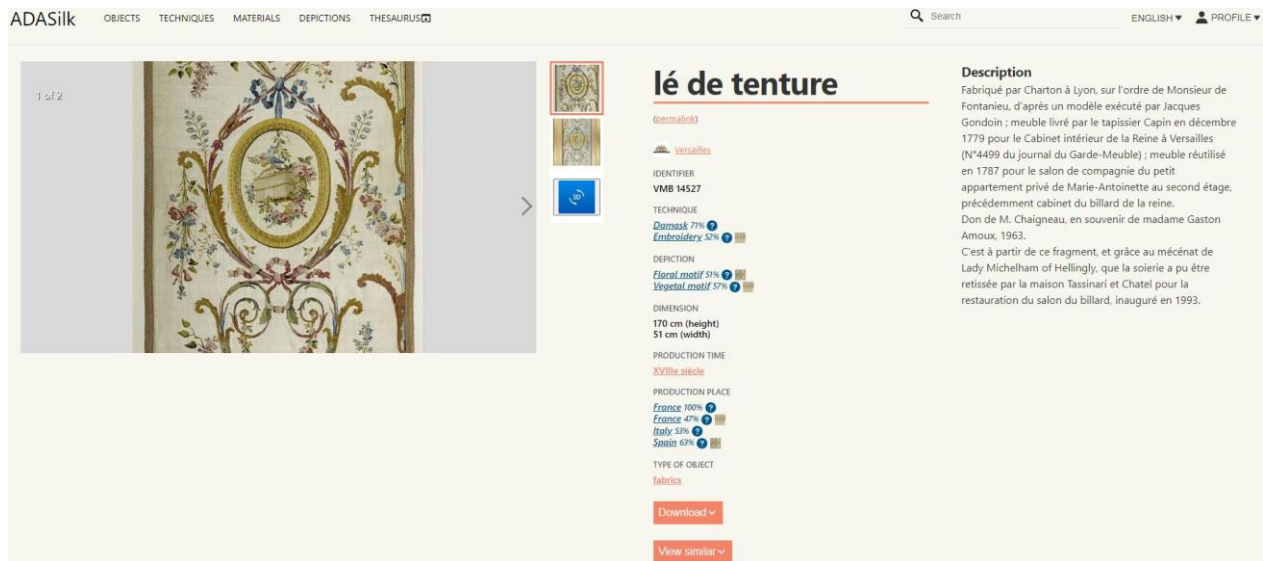 ADASilk OBJECTS TECHNIQUES MATERIALS DEPICTIONS THESAURUS Search ENGLISH PROFILE
1 of 2
3D
lé de tenture
(permalink)
Versailles
IDENTIFIER
VMB 14527
TECHNIQUE
Damask 71% ?
Embroidery 52% ?
DEPICTION
Floral motif 51% ?
Vegetal motif 57% ?
DIMENSION
170 cm (height)
51 cm (width)
PRODUCTION TIME
XVIIIe siècle
PRODUCTION PLACE
France 100% ?
France 47% ?
Italy 53% ?
Spain 63% ?
TYPE OF OBJECT
fabrics
Download
View similar
Description
Fabriqué par Charton à Lyon, sur l'ordre de Monsieur de
Fontanieu, d'après un modèle exécuté par Jacques
Gondoin ; meuble livré par le tapissier Capin en décembre
1779 pour le Cabinet intérieur de la Reine à Versailles
(N°4499 du journal du Garde-Meuble) ; meuble réutilisé
en 1787 pour le salon de compagnie du petit
appartement privé de Marie-Antoinette au second étage,
précédemment cabinet du billard de la reine.
Don de M. Chaigneau, en souvenir de madame Gaston
Amoux, 1963.
C'est à partir de ce fragment, et grâce au mécénat de
Lady Michelham of Hellingly, que la soierie a pu être
retissée par la maison Tassinari et Chatel pour la
restauration du salon du billard, inauguré en 1993.